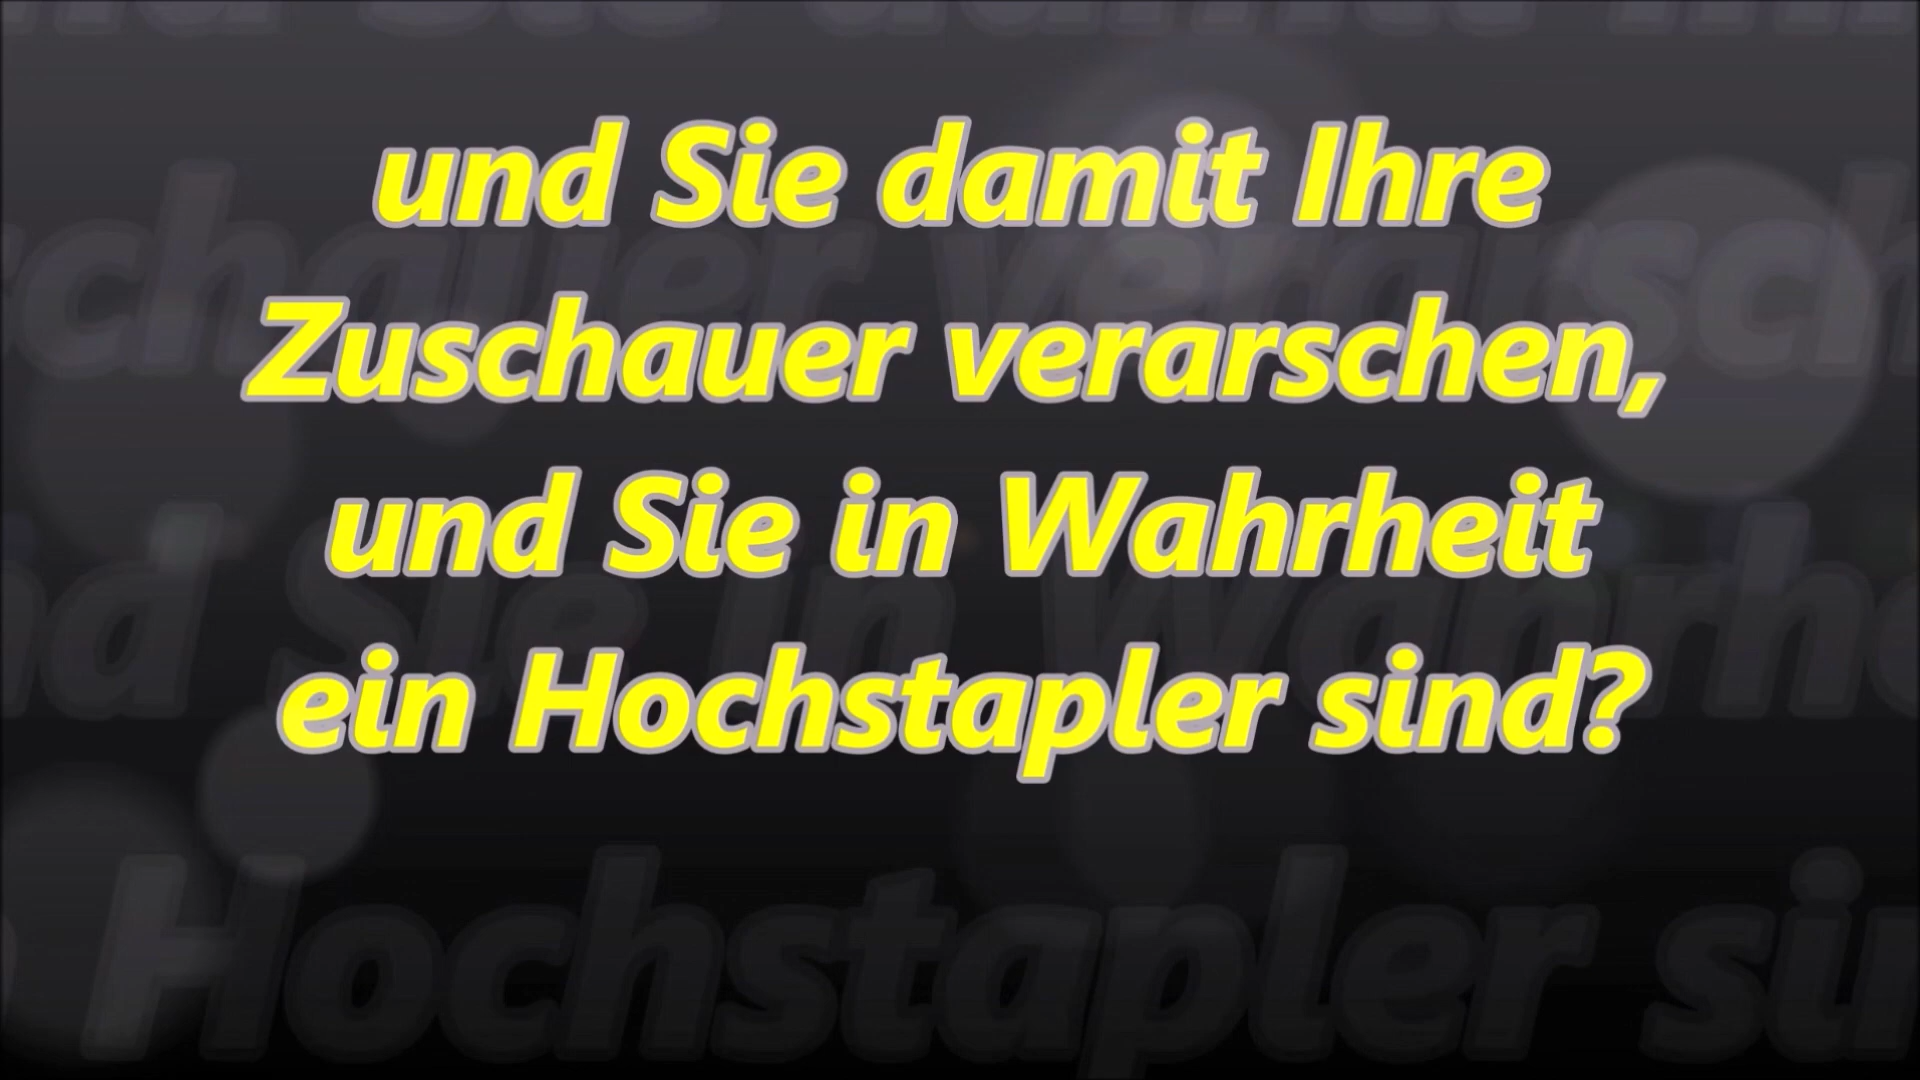 und Sie damit Ihre
Zuschauer verarschen,
und Sie in Wahrheit
ein Hochstapler sind?